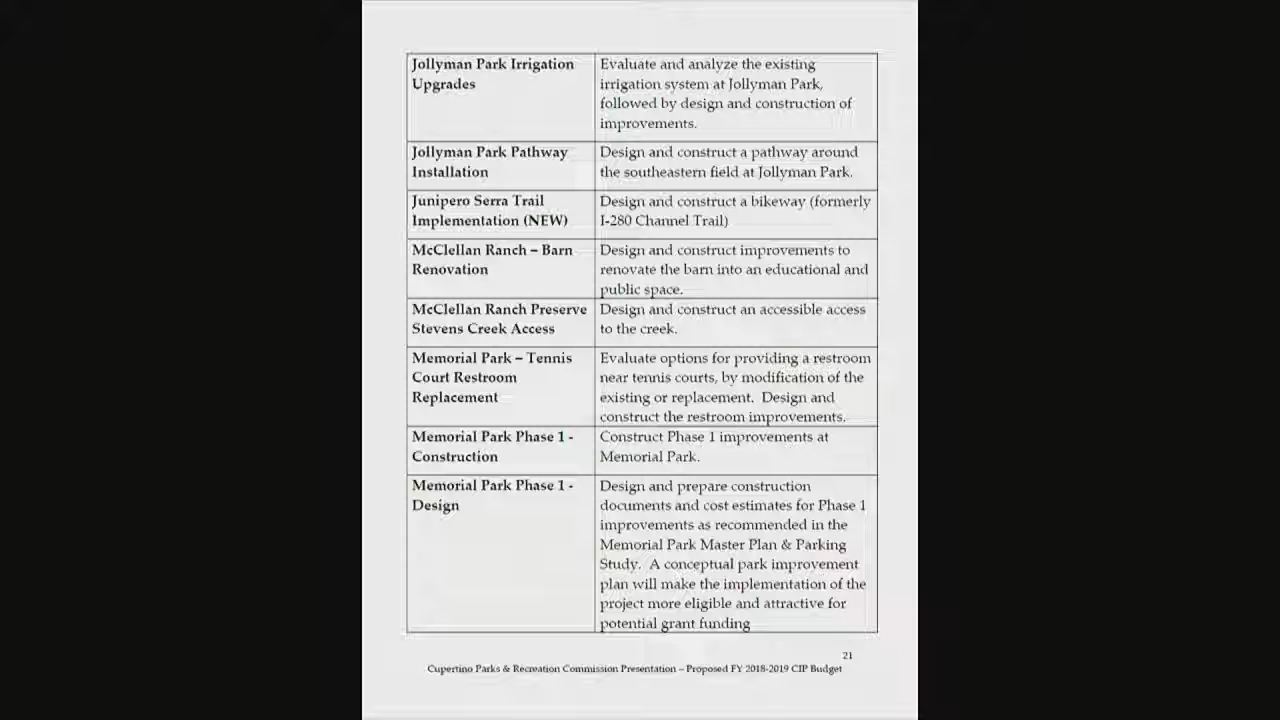 Jollyman Park Irrigation
Upgrades
Evaluate and analyze the existing
irrigation system at Jollyman Park,
followed by design and construction of
improvements.
Jollyman Park Pathway
Installation
Design and construct a pathway around
the southeastern field at Jollyman Park.
Junipero Serra Trail
Implementation (NEW)
Design and construct a bikeway (formerly
I-280 Channel Trail)
McClellan Ranch – Barn
Renovation
Design and construct improvements to
renovate the barn into an educational and
public space.
McClellan Ranch Preserve
Stevens Creek Access
Design and construct an accessible access
to the creek.
Memorial Park – Tennis
Court Restroom
Replacement
Evaluate options for providing a restroom
near tennis courts, by modification of the
existing or replacement.  Design and
construct the restroom improvements.
Memorial Park Phase 1 -
Construction
Construct Phase 1 improvements at
Memorial Park.
Memorial Park Phase 1 -
Design
Design and prepare construction
documents and cost estimates for Phase 1
improvements as recommended in the
Memorial Park Master Plan & Parking
Study.  A conceptual park improvement
plan will make the implementation of the
project more eligible and attractive for
potential grant funding
21
Cupertino Parks & Recreation Commission Presentation – Proposed FY 2018-2019 CIP Budget